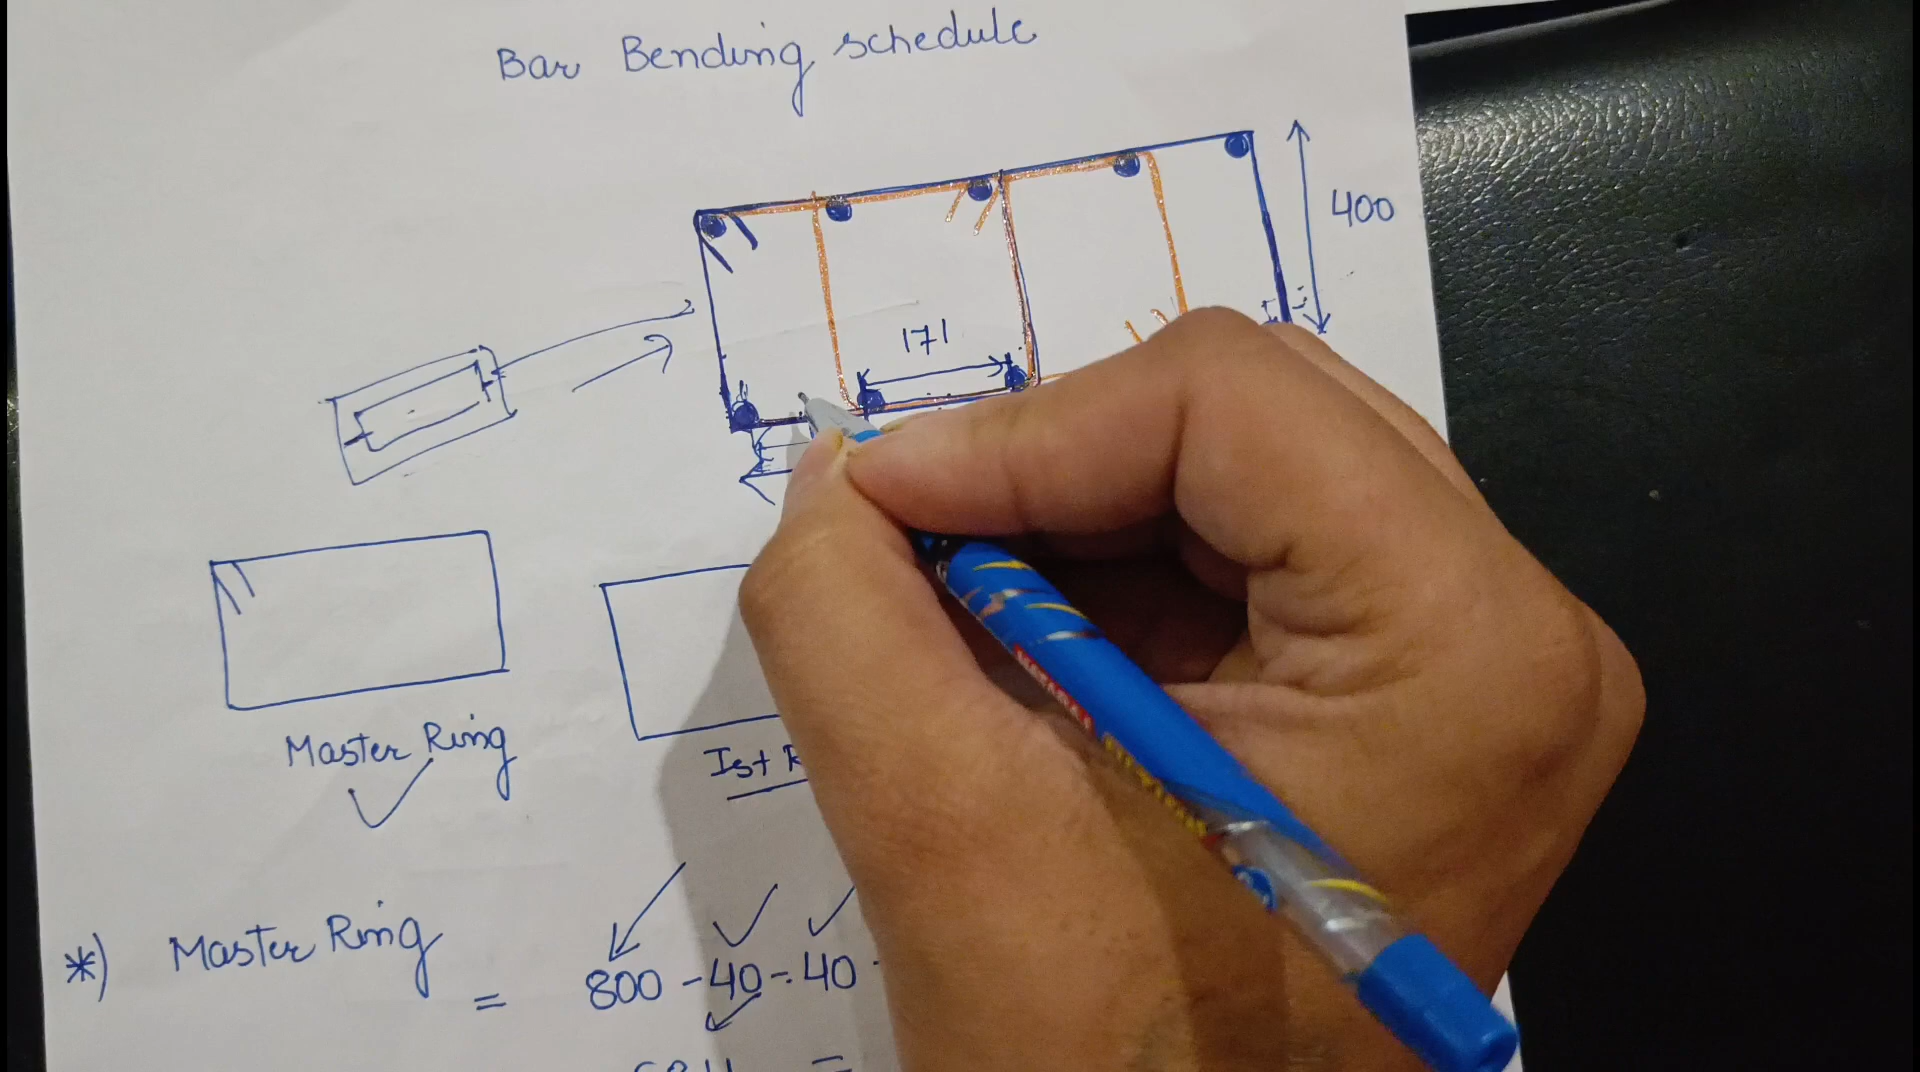 Bar Bending schedule
400
171
Master Ring
Ist
*) Master Ring
= 800 - 40 - 40
=